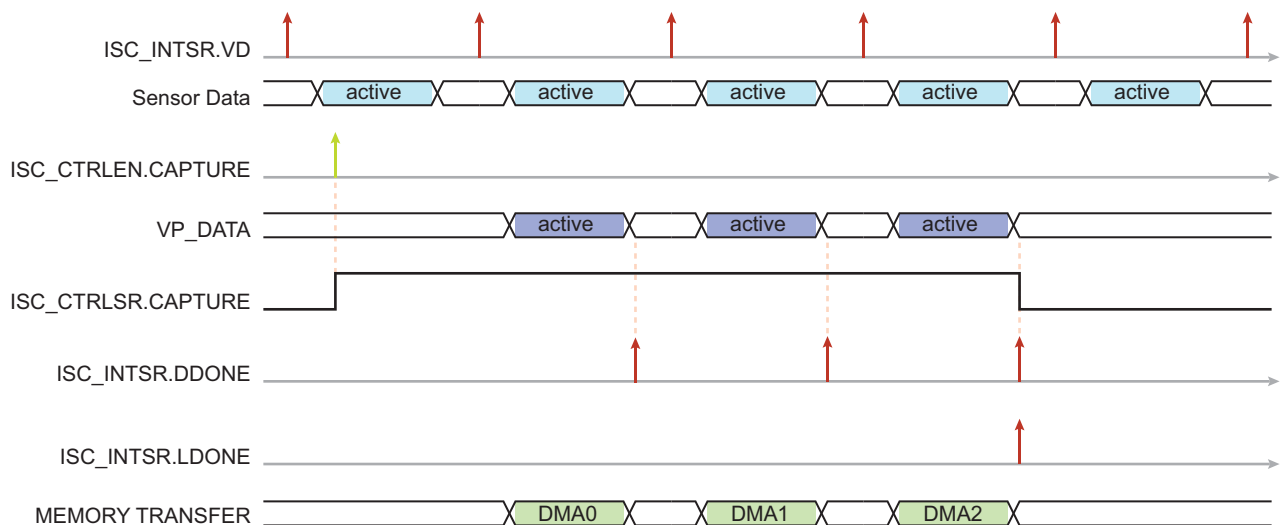 ISC_INTSR.VD
Sensor Data active active active active active
ISC_CTRLEN.CAPTURE
VP_DATA active active active
ISC_CTRLSR.CAPTURE
ISC_INTSR.DDONE
ISC_INTSR.LDONE
MEMORY TRANSFER DMA0 DMA1 DMA2